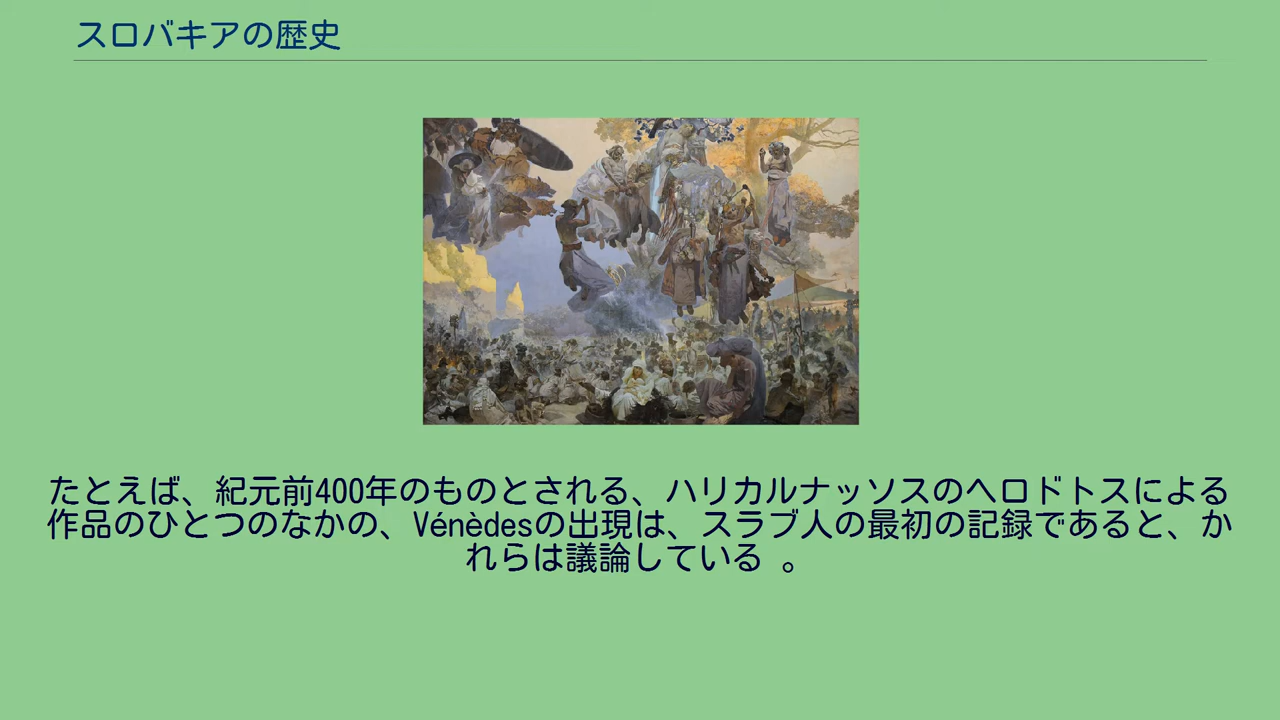 スロバキアの歴史
たとえば、紀元前400年のものとされる、ハリカルナッソスのヘロドトスによる
作品のひとつのなかの、Vénèdesの出現は、スラブ人の最初の記録であると、か
れらは議論している 。